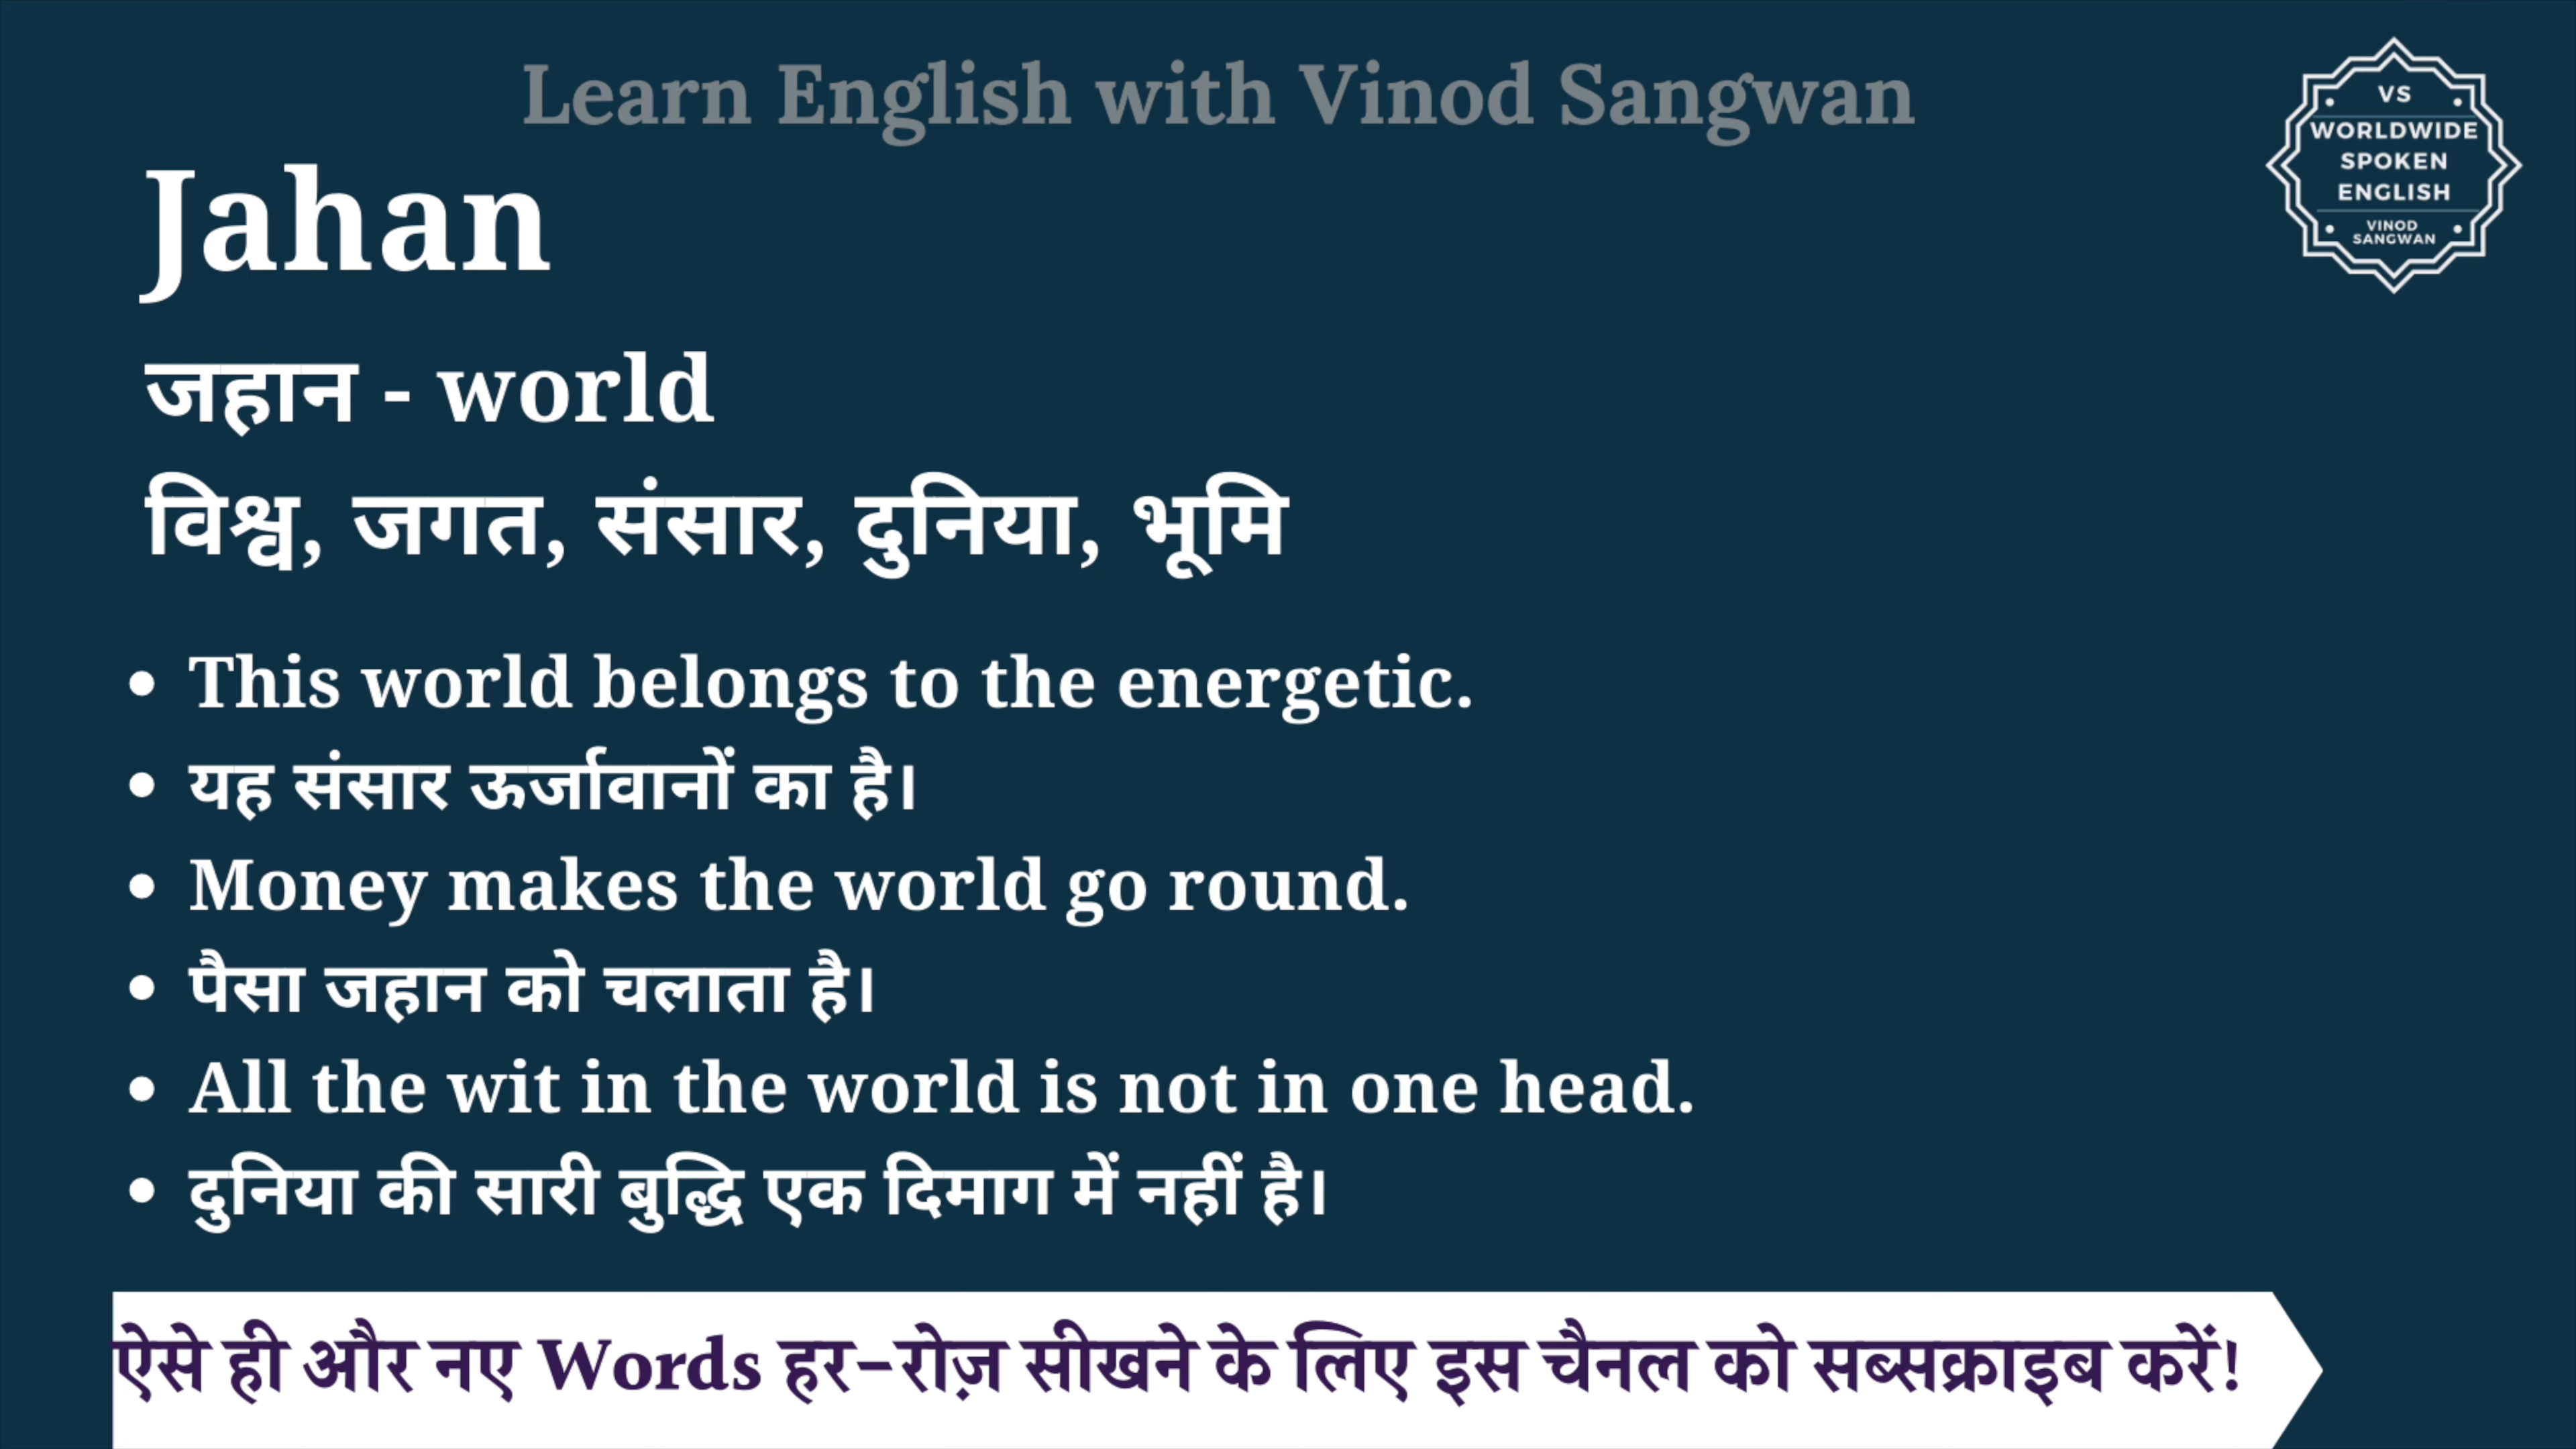 Learn English with Vinod Sangwan
VS
WORLDWIDE
SPOKEN
ENGLISH
VINOD
SANGWAN
Jahan
जहान - world
विश्व, जगत, संसार, दुनिया, भूमि
• This world belongs to the energetic.
• यह संसार ऊर्जावानों का है।
• Money makes the world go round.
• पैसा जहान को चलाता है।
• All the wit in the world is not in one head.
• दुनिया की सारी बुद्धि एक दिमाग में नहीं है।
ऐसे ही और नए Words हर-रोज़ सीखने के लिए इस चैनल को सब्सक्राइब करें!